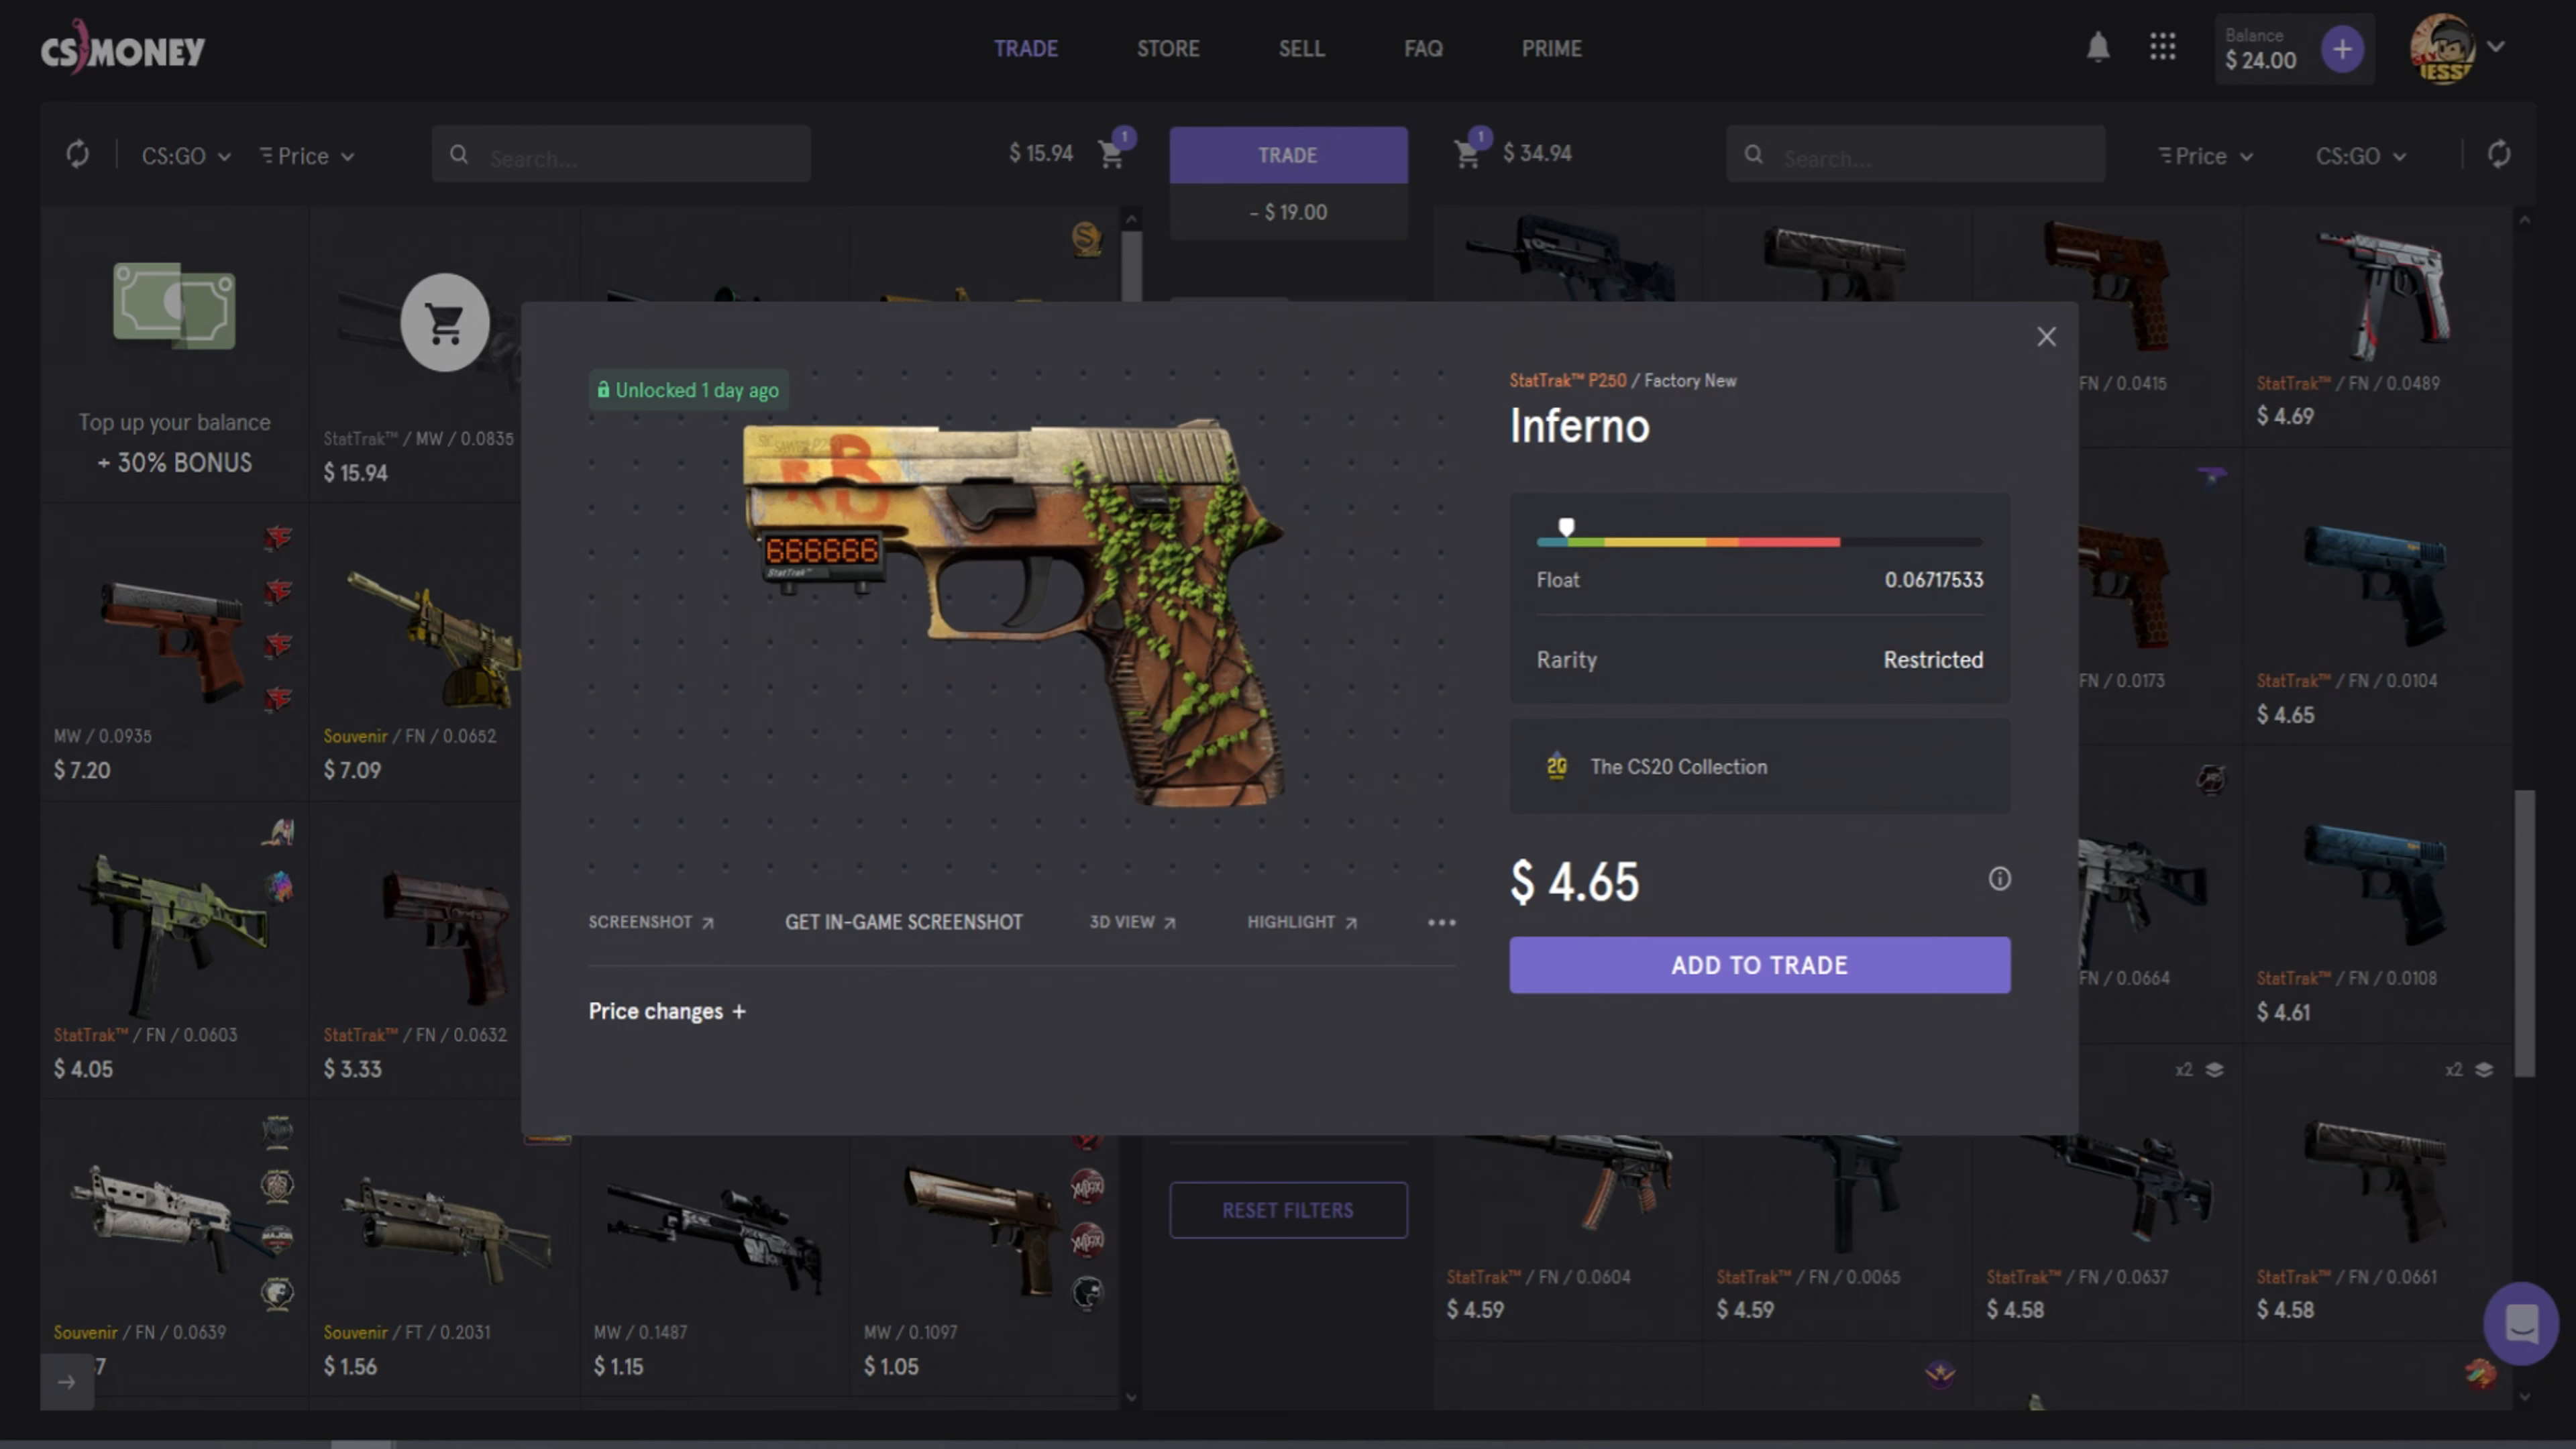 CS MONEY
TRADE
STORE
SELL
FAQ
PRIME
Balance
$ 24.00
CS:GO
Price
Search...
$ 15.94
1
TRADE
- $ 19.00
1
$ 34.94
Search...
Price
CS:GO
Top up your balance
+ 30% BONUS
StatTrak™ / MW / 0.0835
$ 15.94
Unlocked 1 day ago
666666
StatTrak™
StatTrak™ P250 / Factory New
Inferno
Float
0.06717533
Rarity
Restricted
20
The CS20 Collection
$ 4.65
ADD TO TRADE
SCREENSHOT
GET IN-GAME SCREENSHOT
3D VIEW
HIGHLIGHT
Price changes +
FN / 0.0415
StatTrak™ / FN / 0.0489
$ 4.69
MW / 0.0935
$ 7.20
Souvenir / FN / 0.0652
$ 7.09
FN / 0.0173
StatTrak™ / FN / 0.0104
$ 4.65
StatTrak™ / FN / 0.0603
$ 4.05
StatTrak™ / FN / 0.0632
$ 3.33
FN / 0.0664
StatTrak™ / FN / 0.0108
$ 4.61
x2
x2
RESET FILTERS
Souvenir / FN / 0.0639
7
Souvenir / FT / 0.2031
$ 1.56
MW / 0.1487
$ 1.15
MW / 0.1097
$ 1.05
StatTrak™ / FN / 0.0604
$ 4.59
StatTrak™ / FN / 0.0065
$ 4.59
StatTrak™ / FN / 0.0637
$ 4.58
StatTrak™ / FN / 0.0661
$ 4.58